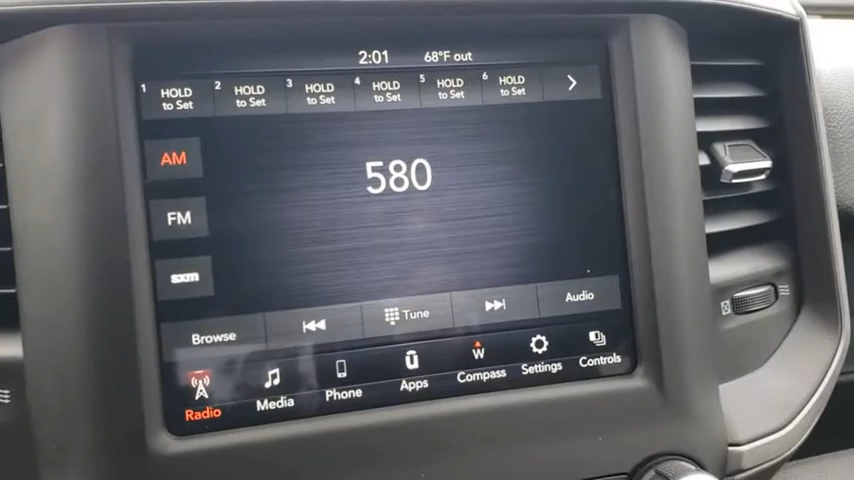 2:01 68°F out
1 HOLD to Set 2 HOLD to Set 3 HOLD to Set 4 HOLD to Set 5 HOLD to Set 6 HOLD to Set
AM
580
FM
sxm
Browse Tune Audio
Radio Media Phone Apps W Compass Settings Controls